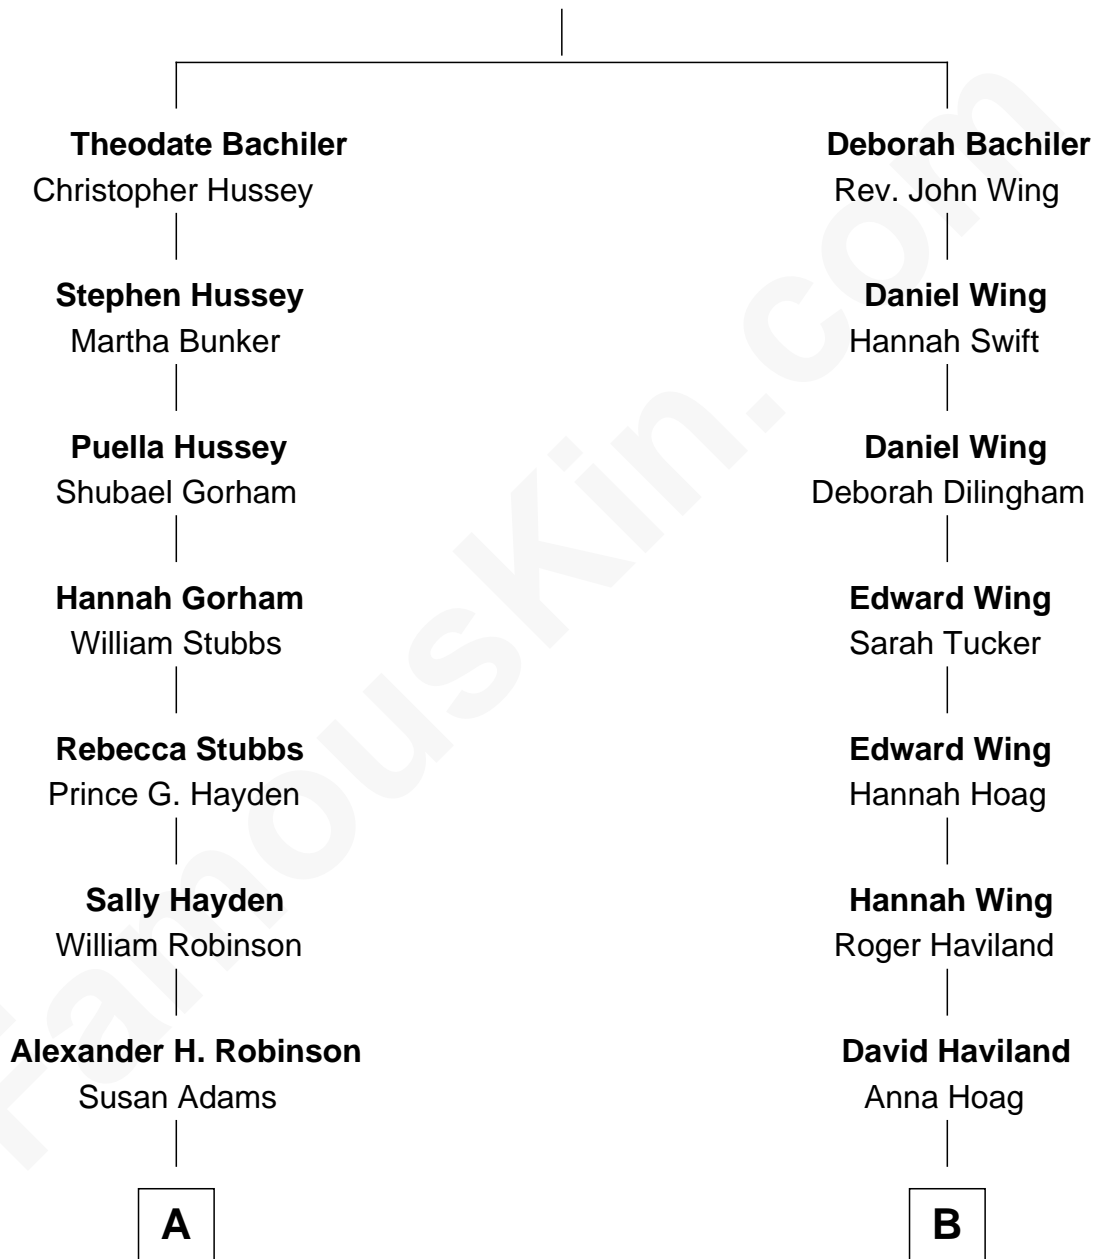 Theodate Bachiler
Christopher Hussey
Stephen Hussey
Martha Bunker
Puella Hussey
Shubael Gorham
Hannah Gorham
William Stubbs
Rebecca Stubbs
Prince G. Hayden
Sally Hayden
William Robinson
Alexander H. Robinson
Susan Adams
A
Deborah Bachiler
Rev. John Wing
Daniel Wing
Hannah Swift
Daniel Wing
Deborah Dilingham
Edward Wing
Sarah Tucker
Edward Wing
Hannah Hoag
Hannah Wing
Roger Haviland
David Haviland
Anna Hoag
B
FamousKin.com